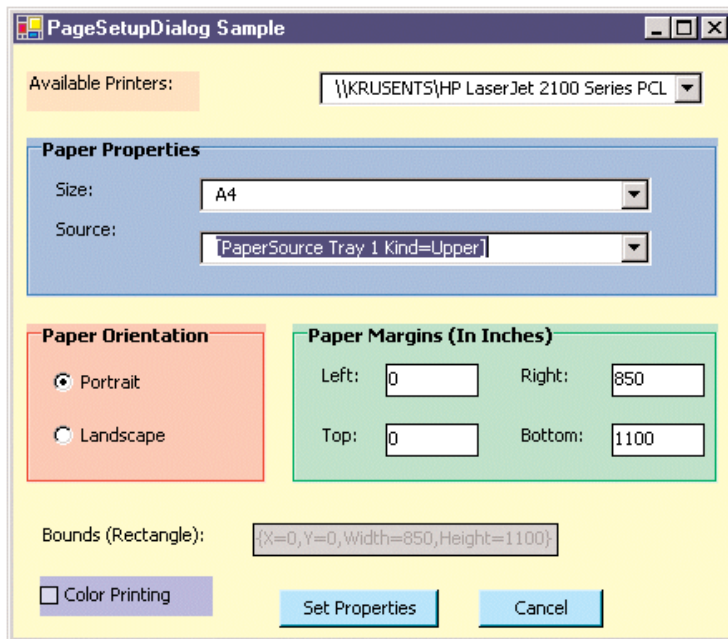 PageSetupDialog Sample
Available Printers: \\KRUSENTS\HP LaserJet 2100 Series PCL
Paper Properties
Size: A4
Source: [PaperSource Tray 1 Kind=Upper]
Paper Orientation
Portrait
Landscape
Paper Margins (In Inches)
Left: 0 Right: 850
Top: 0 Bottom: 1100
Bounds (Rectangle): {X=0,Y=0,Width=850,Height=1100}
Color Printing Set Properties Cancel